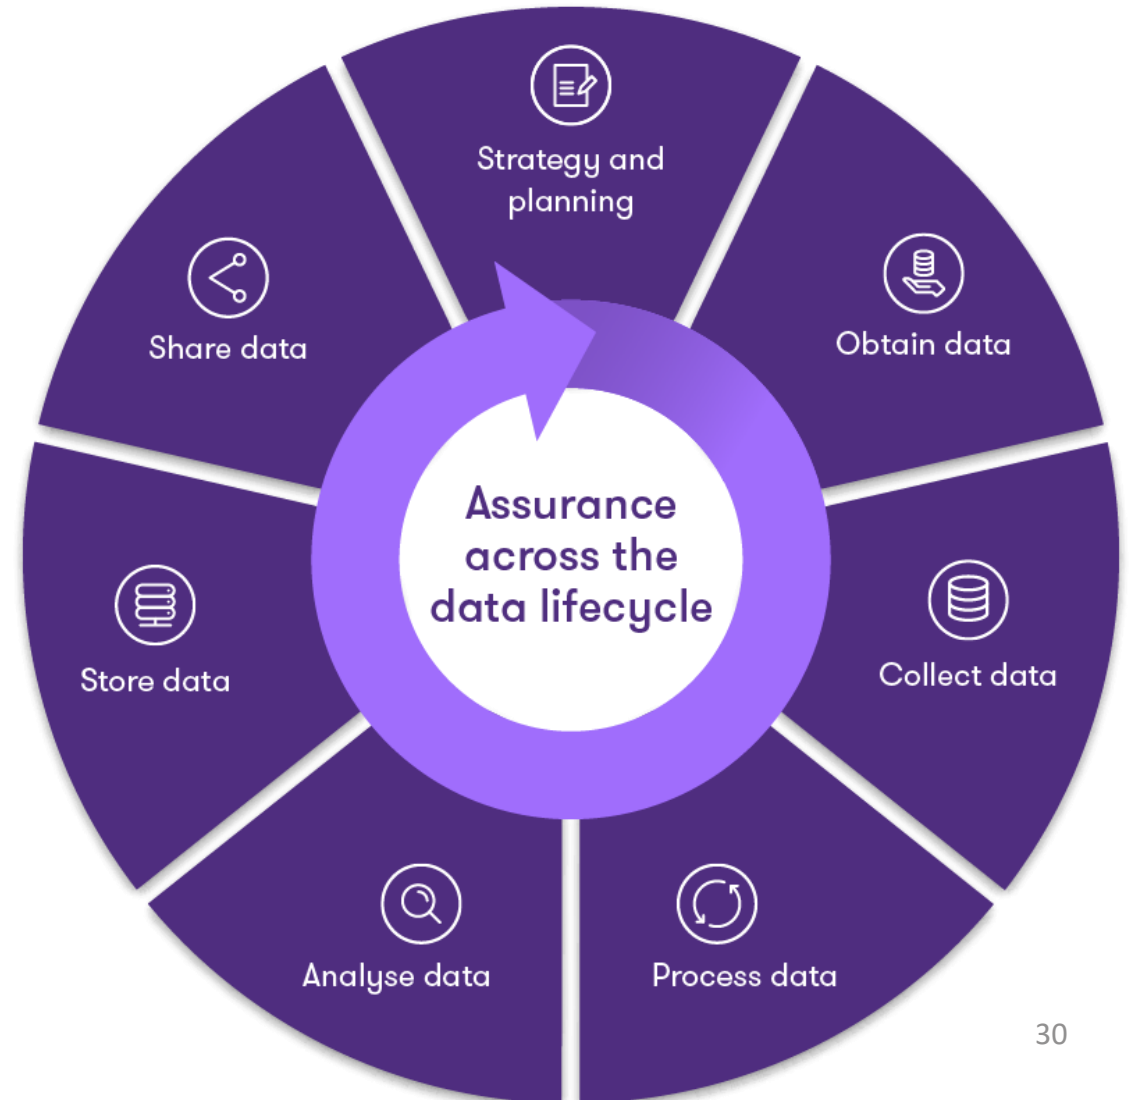 Strategy and
planning
Obtain data
Collect data
Process data
Analyse data
Store data
Share data
Assurance
across the
data lifecycle
30